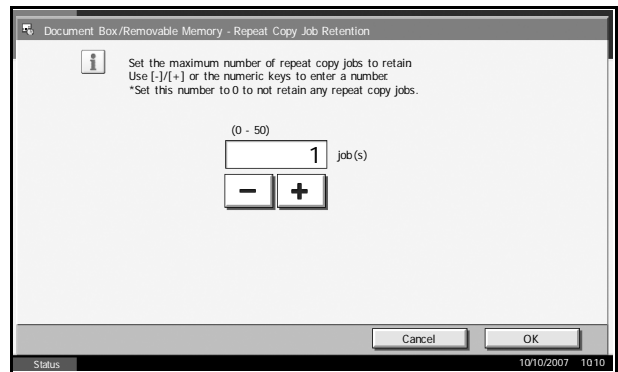 Document Box/Removable Memory - Repeat Copy Job Retention
Set the maximum number of repeat copy jobs to retain
Use [-]/[+] or the numeric keys to enter a number.
*Set this number to 0 to not retain any repeat copy jobs.
(0 - 50)
1 job(s)
- +
Cancel OK
Status 10/10/2007 10:10